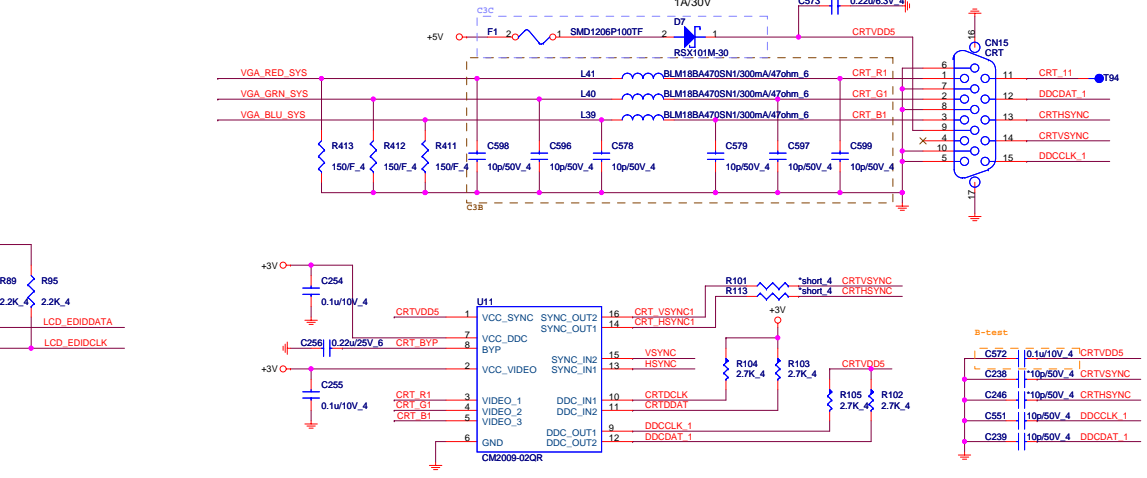 1A/30V
C573
0.22u/6.3V_4
C3C
+5V
F1
2
1
SMD1206P100TF
2
D7
1
RSX101M-30
CRTVDD5
16
CN15
CRT
VGA_RED_SYS
L41
BLM18BA470SN1/300mA/47ohm_6
CRT_R1
VGA_GRN_SYS
L40
BLM18BA470SN1/300mA/47ohm_6
CRT_G1
VGA_BLU_SYS
L39
BLM18BA470SN1/300mA/47ohm_6
CRT_B1
6
1
7
2
8
3
9
4
10
5
11
CRT_11
T94
12
DDCDAT_1
13
CRTHSYNC
14
CRTVSYNC
15
DDCCLK_1
17
R413
150/F_4
R412
150/F_4
R411
150/F_4
C598
10p/50V_4
C596
10p/50V_4
C578
10p/50V_4
C579
10p/50V_4
C597
10p/50V_4
C599
10p/50V_4
C3B
R89
2.2K_4
R95
2.2K_4
LCD_EDIDDATA
LCD_EDIDCLK
+3V
C254
0.1u/10V_4
CRTVDD5
C256
0.22u/25V_6
CRT_BYP
+3V
C255
0.1u/10V_4
CRT_R1
CRT_G1
CRT_B1
U11
1
VCC_SYNC
7
VCC_DDC
8
BYP
2
VCC_VIDEO
3
VIDEO_1
4
VIDEO_2
5
VIDEO_3
6
GND
SYNC_OUT2
16
CRT_VSYNC1
SYNC_OUT1
14
CRT_HSYNC1
SYNC_IN2
15
VSYNC
SYNC_IN1
13
HSYNC
DDC_IN1
10
CRTDCLK
DDC_IN2
11
CRTDDAT
DDC_OUT1
9
DDCCLK_1
DDC_OUT2
12
DDCDAT_1
CM2009-02QR
R101
*short_4
CRTVSYNC
R113
*short_4
CRTHSYNC
+3V
R104
2.7K_4
R103
2.7K_4
CRTVDD5
R105
2.7K_4
R102
2.7K_4
B-test
C572
0.1u/10V_4
CRTVDD5
C238
*10p/50V_4
CRTVSYNC
C246
*10p/50V_4
CRTHSYNC
C551
10p/50V_4
DDCCLK_1
C239
10p/50V_4
DDCDAT_1